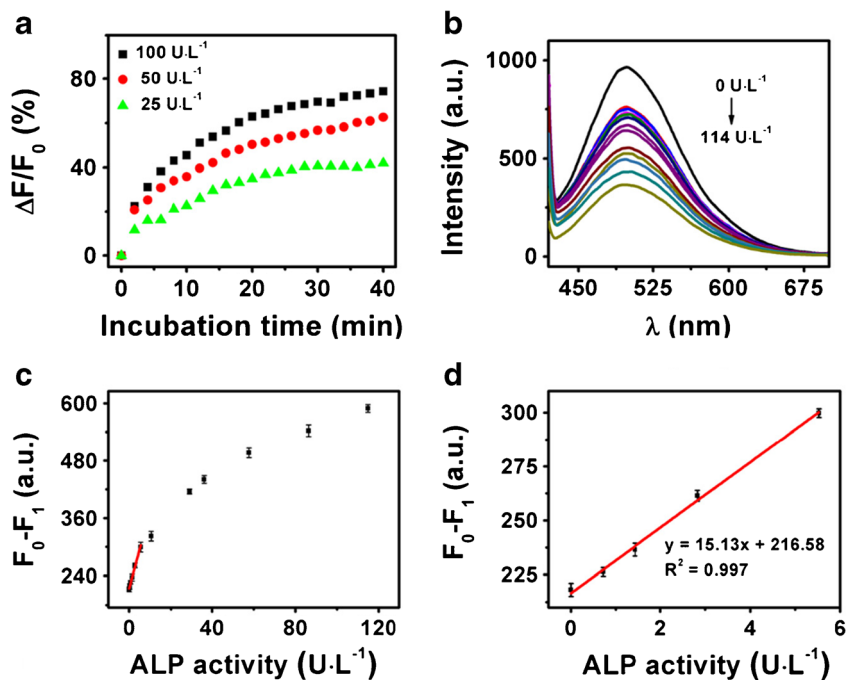 a
100 U·L⁻¹
50 U·L⁻¹
25 U·L⁻¹
80
40
0
ΔF/F₀ (%)
0 10 20 30 40
Incubation time (min)
b
0 U·L⁻¹
114 U·L⁻¹
1000
750
500
250
0
Intensity (a.u.)
450 525 600 675
λ (nm)
c
600
480
360
240
F₀-F₁ (a.u.)
0 40 80 120
ALP activity (U·L⁻¹)
d
300
275
250
225
F₀-F₁ (a.u.)
y = 15.13x + 216.58
R² = 0.997
0 2 4 6
ALP activity (U·L⁻¹)